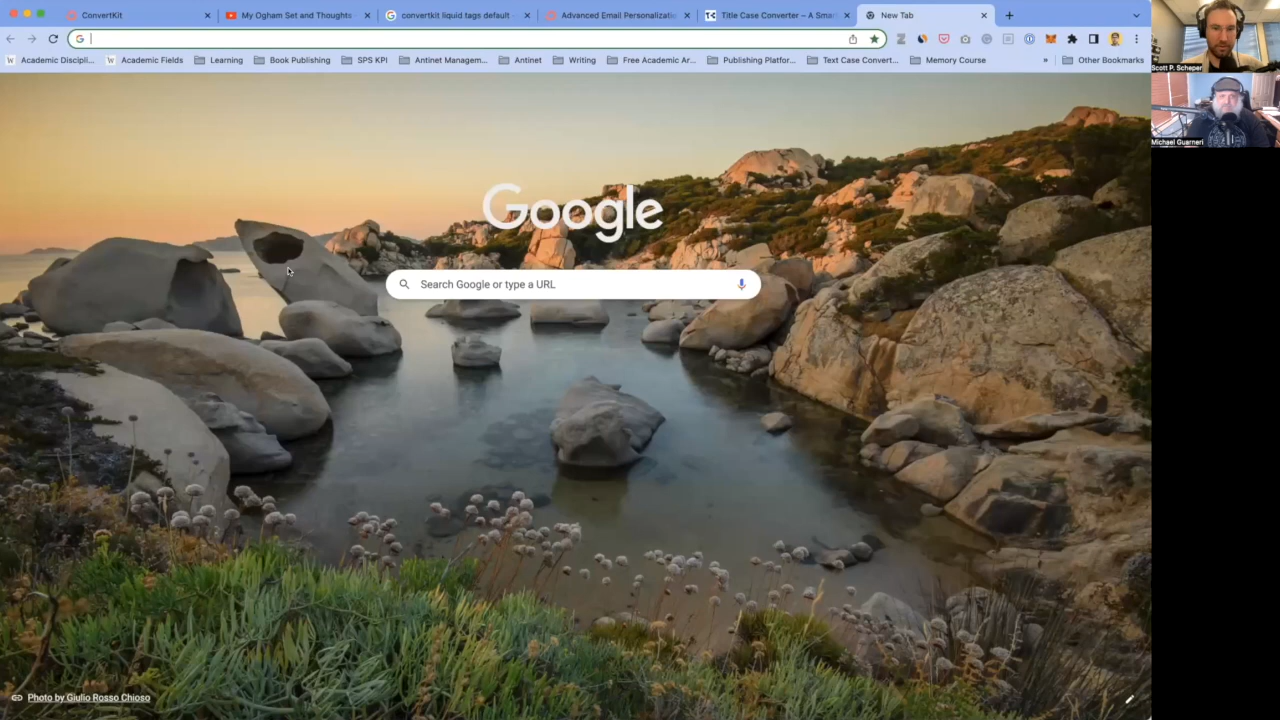 ConvertKit
My Ogham Set and Thoughts
convertkit liquid tags default -
Advanced Email Personalizatio
Title Case Converter – A Smar
New Tab
Academic Discipli...
Academic Fields
Learning
Book Publishing
SPS KPI
Antinet Managem...
Antinet
Writing
Free Academic Ar...
Publishing Platfor...
Text Case Convert...
Memory Course
»
Other Bookmarks
Scott P. Scheper
Michael Guarneri
Google
Search Google or type a URL
Photo by Giulio Rosso Chioso